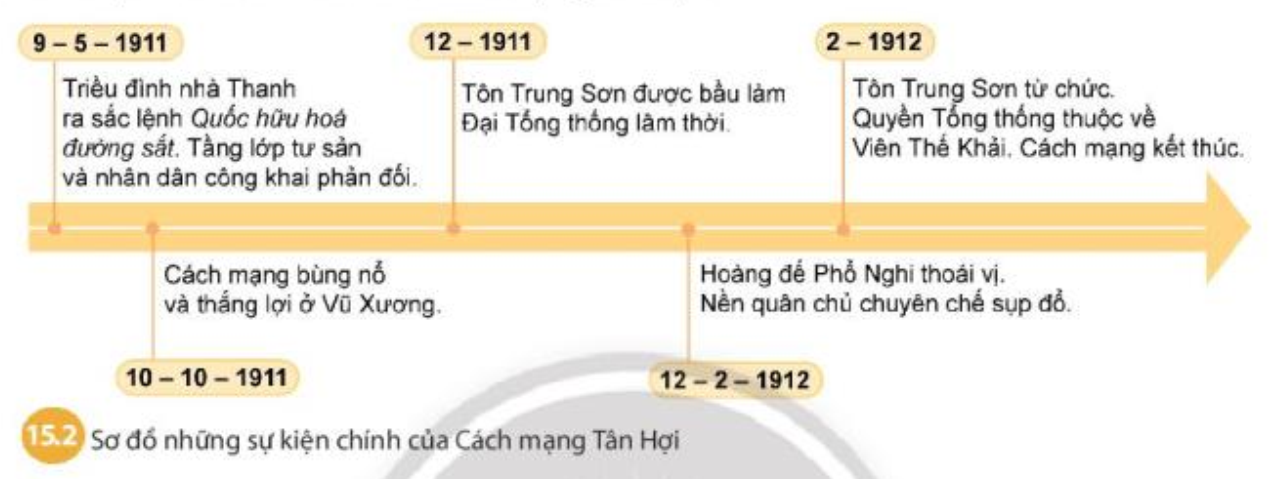 9 – 5 – 1911
Triều đình nhà Thanh
ra sắc lệnh Quốc hữu hoá
đường sắt. Tầng lớp tư sản
và nhân dân công khai phản đối.
12 – 1911
Tôn Trung Sơn được bầu làm
Đại Tổng thống lâm thời.
2 – 1912
Tôn Trung Sơn từ chức.
Quyền Tổng thống thuộc về
Viên Thế Khải. Cách mạng kết thúc.
Cách mạng bùng nổ
và thắng lợi ở Vũ Xương.
10 – 10 – 1911
Hoàng đế Phổ Nghi thoái vị.
Nền quân chủ chuyên chế sụp đổ.
12 – 2 – 1912
15.2 Sơ đồ những sự kiện chính của Cách mạng Tân Hợi